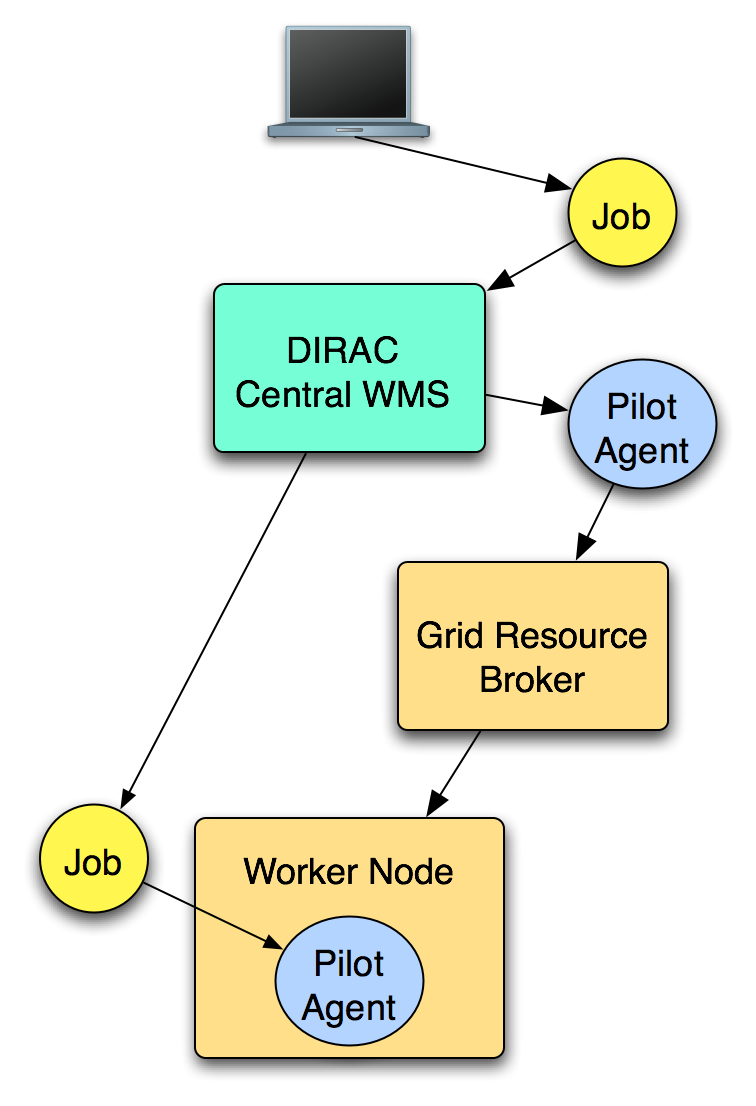 Job
DIRAC
Central WMS
Pilot
Agent
Grid Resource
Broker
Job
Worker Node
Pilot
Agent